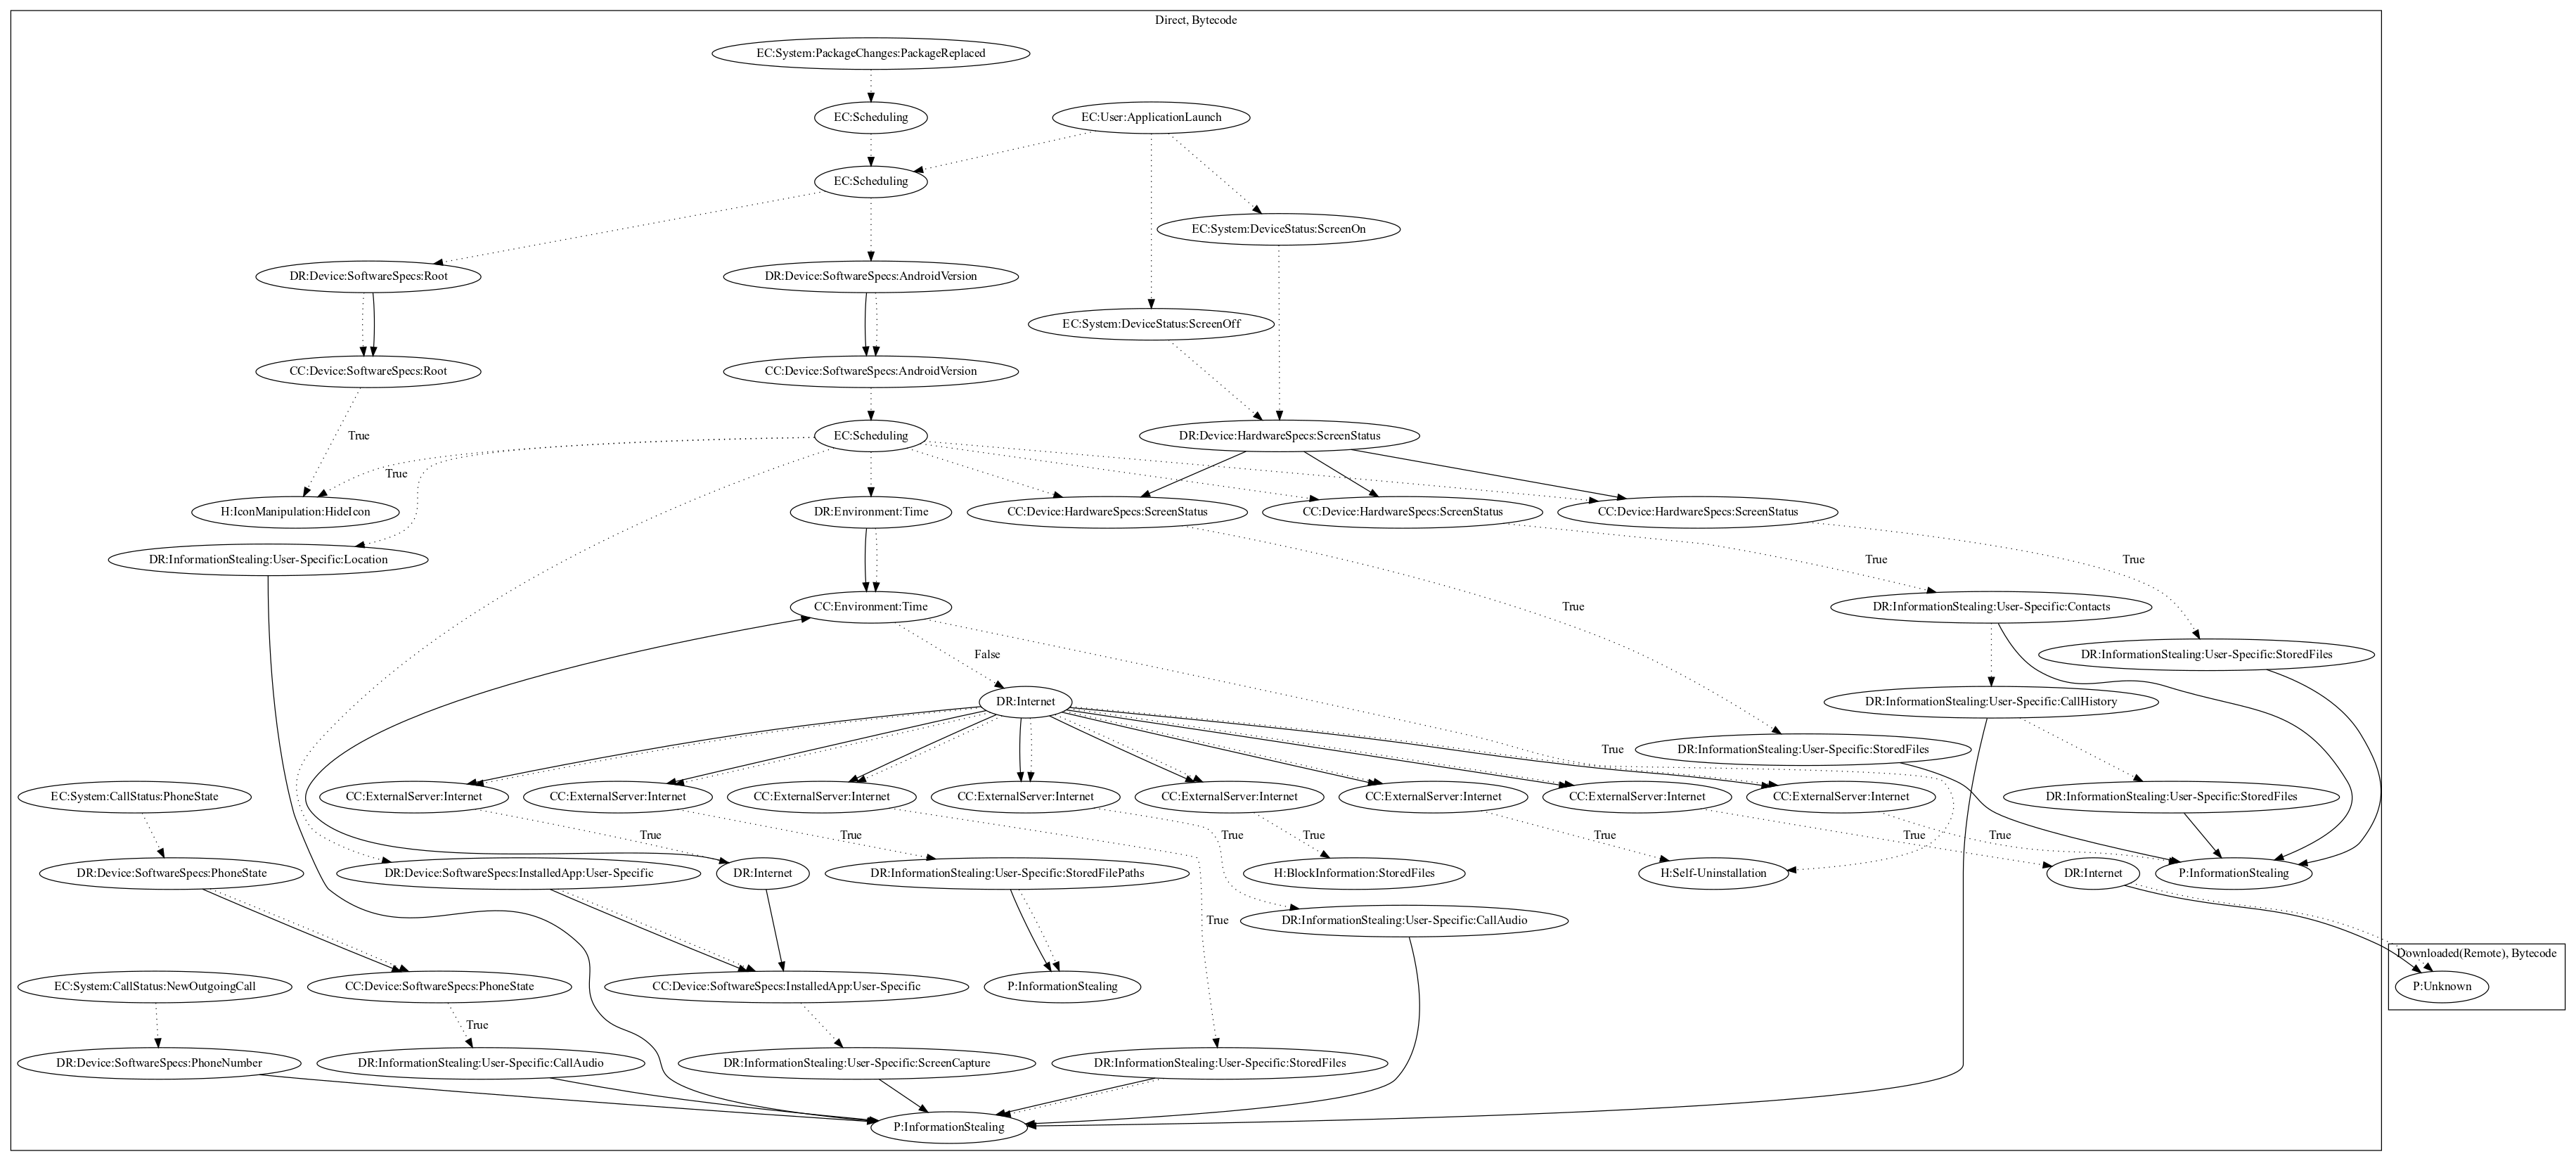 Direct, Bytecode
EC:System:PackageChanges:PackageReplaced
EC:Scheduling
EC:User:ApplicationLaunch
EC:Scheduling
EC:System:DeviceStatus:ScreenOn
DR:Device:SoftwareSpecs:Root
DR:Device:SoftwareSpecs:AndroidVersion
EC:System:DeviceStatus:ScreenOff
CC:Device:SoftwareSpecs:Root
CC:Device:SoftwareSpecs:AndroidVersion
True
EC:Scheduling
DR:Device:HardwareSpecs:ScreenStatus
True
H:IconManipulation:HideIcon
DR:Environment:Time
CC:Device:HardwareSpecs:ScreenStatus
CC:Device:HardwareSpecs:ScreenStatus
CC:Device:HardwareSpecs:ScreenStatus
DR:InformationStealing:User-Specific:Location
True
True
CC:Environment:Time
True
DR:InformationStealing:User-Specific:Contacts
False
DR:InformationStealing:User-Specific:StoredFiles
DR:Internet
DR:InformationStealing:User-Specific:CallHistory
True
DR:InformationStealing:User-Specific:StoredFiles
EC:System:CallStatus:PhoneState
CC:ExternalServer:Internet
CC:ExternalServer:Internet
CC:ExternalServer:Internet
CC:ExternalServer:Internet
CC:ExternalServer:Internet
CC:ExternalServer:Internet
CC:ExternalServer:Internet
CC:ExternalServer:Internet
DR:InformationStealing:User-Specific:StoredFiles
True
True
True
True
True
True
True
DR:Device:SoftwareSpecs:PhoneState
DR:Device:SoftwareSpecs:InstalledApp:User-Specific
DR:Internet
DR:InformationStealing:User-Specific:StoredFilePaths
H:BlockInformation:StoredFiles
H:Self-Uninstallation
DR:Internet
P:InformationStealing
True
DR:InformationStealing:User-Specific:CallAudio
Downloaded(Remote), Bytecode
EC:System:CallStatus:NewOutgoingCall
CC:Device:SoftwareSpecs:PhoneState
CC:Device:SoftwareSpecs:InstalledApp:User-Specific
P:InformationStealing
P:Unknown
True
DR:Device:SoftwareSpecs:PhoneNumber
DR:InformationStealing:User-Specific:CallAudio
DR:InformationStealing:User-Specific:ScreenCapture
DR:InformationStealing:User-Specific:StoredFiles
P:InformationStealing